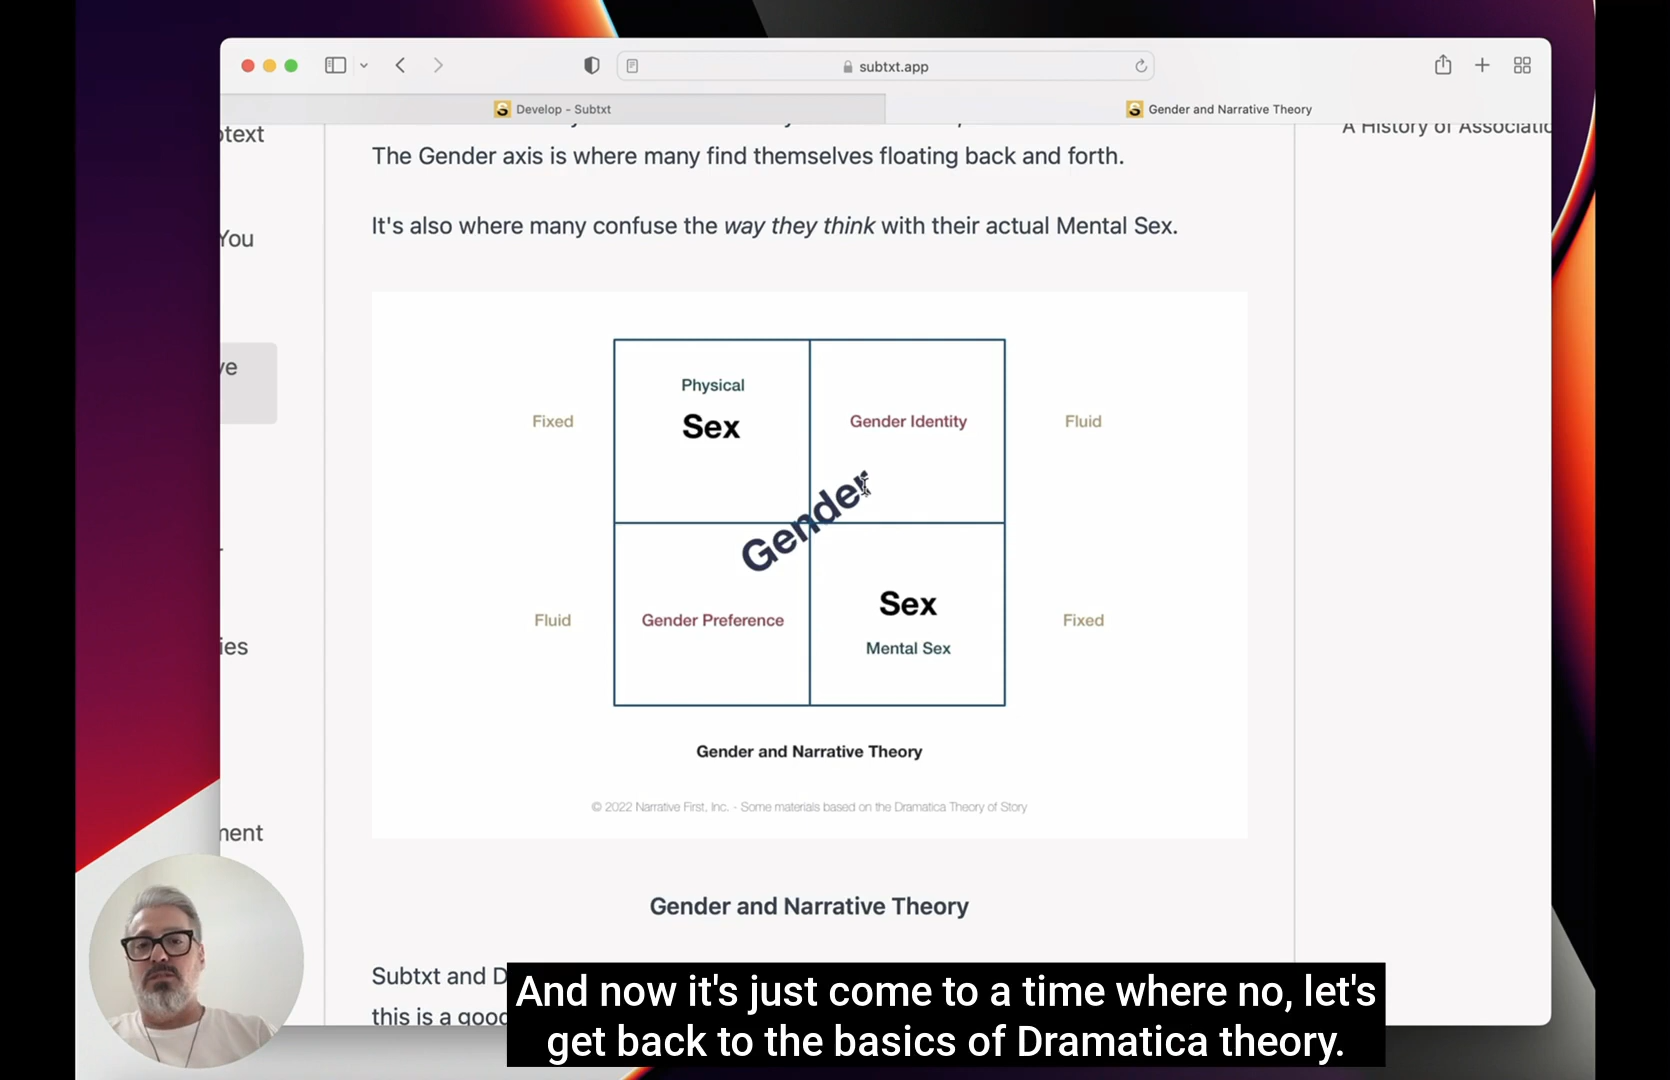 subtxt.app
Develop - Subtxt
Gender and Narrative Theory
The Gender axis is where many find themselves floating back and forth.
It's also where many confuse the way they think with their actual Mental Sex.
You
Physical
Sex
Fixed
Gender Identity
Fluid
Gender
Fluid
Gender Preference
Sex
Mental Sex
Fixed
Gender and Narrative Theory
© 2022 Narrative First, Inc. - Some materials based on the Dramatica Theory of Story
Gender and Narrative Theory
Subtxt and D
this is a good
And now it's just come to a time where no, let's
get back to the basics of Dramatica theory.